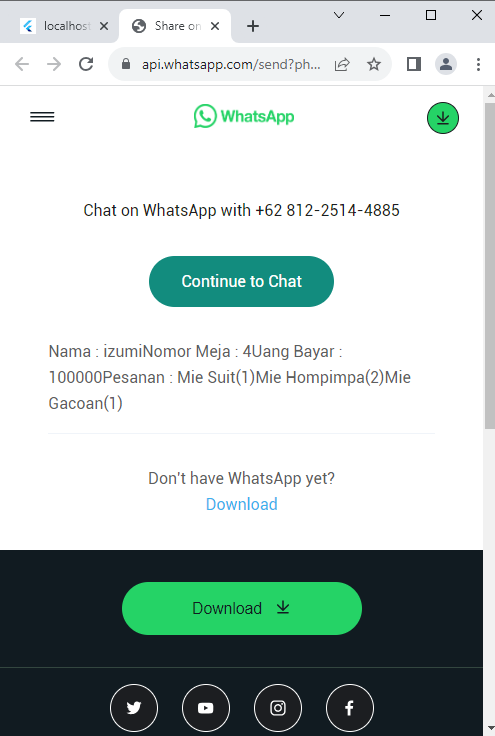 localhost
Share on
api.whatsapp.com/send?ph...
WhatsApp
Chat on WhatsApp with +62 812-2514-4885
Continue to Chat
Nama : izumiNomor Meja : 4Uang Bayar :
100000Pesanan : Mie Suit(1)Mie Hompimpa(2)Mie
Gacoan(1)
Don't have WhatsApp yet?
Download
Download